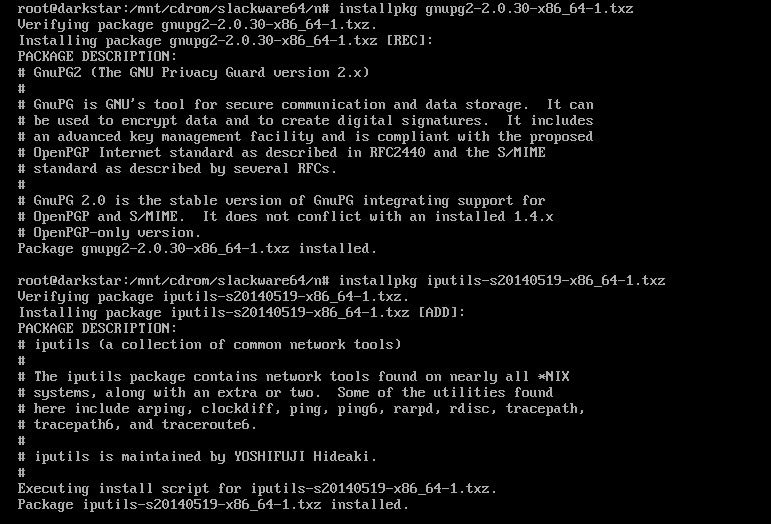 root@darkstar:/mnt/cdrom/slackware64/n# installpkg gnupg2-2.0.30-x86_64-1.txz
Verifying package gnupg2-2.0.30-x86_64-1.txz.
Installing package gnupg2-2.0.30-x86_64-1.txz [REC]:
PACKAGE DESCRIPTION:
# GnuPG2 (The GNU Privacy Guard version 2.x)
#
# GnuPG is GNU's tool for secure communication and data storage.  It can
# be used to encrypt data and to create digital signatures.  It includes
# an advanced key management facility and is compliant with the proposed
# OpenPGP Internet standard as described in RFC2440 and the S/MIME
# standard as described by several RFCs.
#
# GnuPG 2.0 is the stable version of GnuPG integrating support for
# OpenPGP and S/MIME.  It does not conflict with an installed 1.4.x
# OpenPGP-only version.
Package gnupg2-2.0.30-x86_64-1.txz installed.
root@darkstar:/mnt/cdrom/slackware64/n# installpkg iputils-s20140519-x86_64-1.txz
Verifying package iputils-s20140519-x86_64-1.txz.
Installing package iputils-s20140519-x86_64-1.txz [ADD]:
PACKAGE DESCRIPTION:
# iputils (a collection of common network tools)
#
# The iputils package contains network tools found on nearly all *NIX
# systems, along with an extra or two.  Some of the utilities found
# here include arping, clockdiff, ping, ping6, rarpd, rdisc, tracepath,
# tracepath6, and traceroute6.
#
# iputils is maintained by YOSHIFUJI Hideaki.
#
Executing install script for iputils-s20140519-x86_64-1.txz.
Package iputils-s20140519-x86_64-1.txz installed.